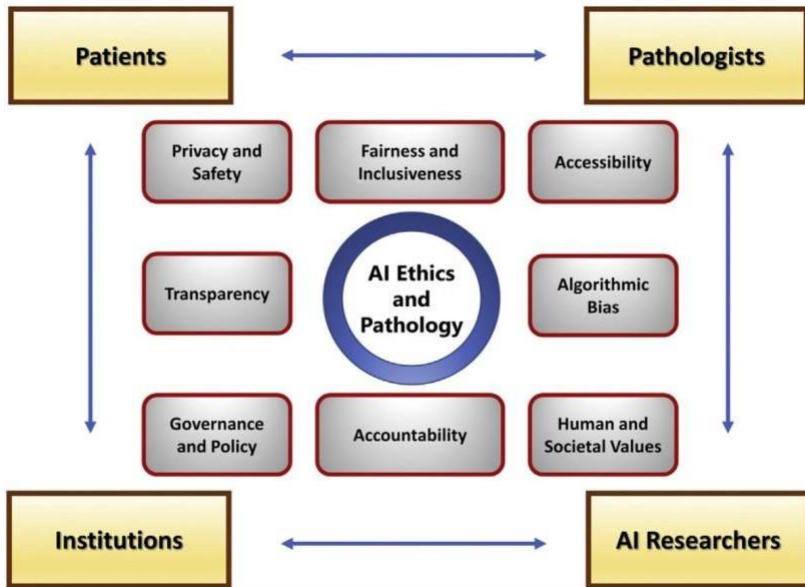 Patients
Pathologists
Privacy and
Safety
Fairness and
Inclusiveness
Accessibility
Transparency
AI Ethics
and
Pathology
Algorithmic
Bias
Governance
and Policy
Accountability
Human and
Societal Values
Institutions
AI Researchers